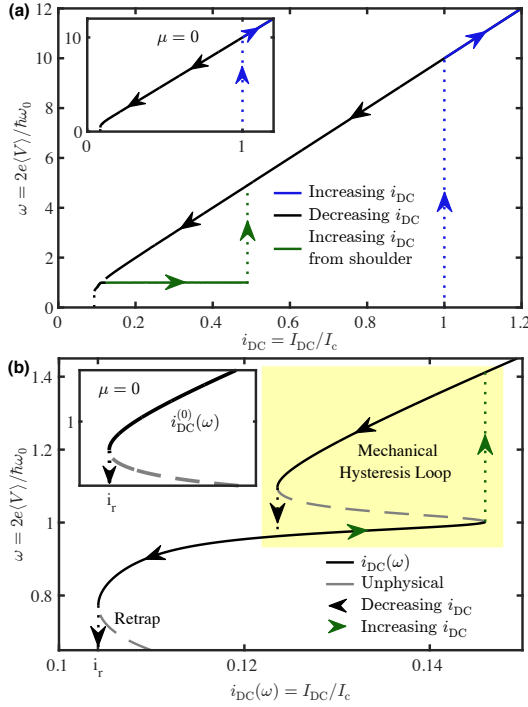 (a)
12
10
8
6
4
2
0
ω = 2e⟨V⟩/ℏω₀
10
0
μ = 0
0
1
Increasing i_DC
Decreasing i_DC
Increasing i_DC
from shoulder
0
0.2
0.4
0.6
0.8
1.0
1.2
i_DC = I_DC/I_c
(b)
1.4
1.2
1
0.8
ω = 2e⟨V⟩/ℏω₀
μ = 0
1
i_DC^(0)(ω)
i_r
Mechanical
Hysteresis Loop
i_DC(ω)
Unphysical
Decreasing i_DC
Increasing i_DC
Retrap
0.1
i_r
0.12
0.14
i_DC(ω) = I_DC/I_c